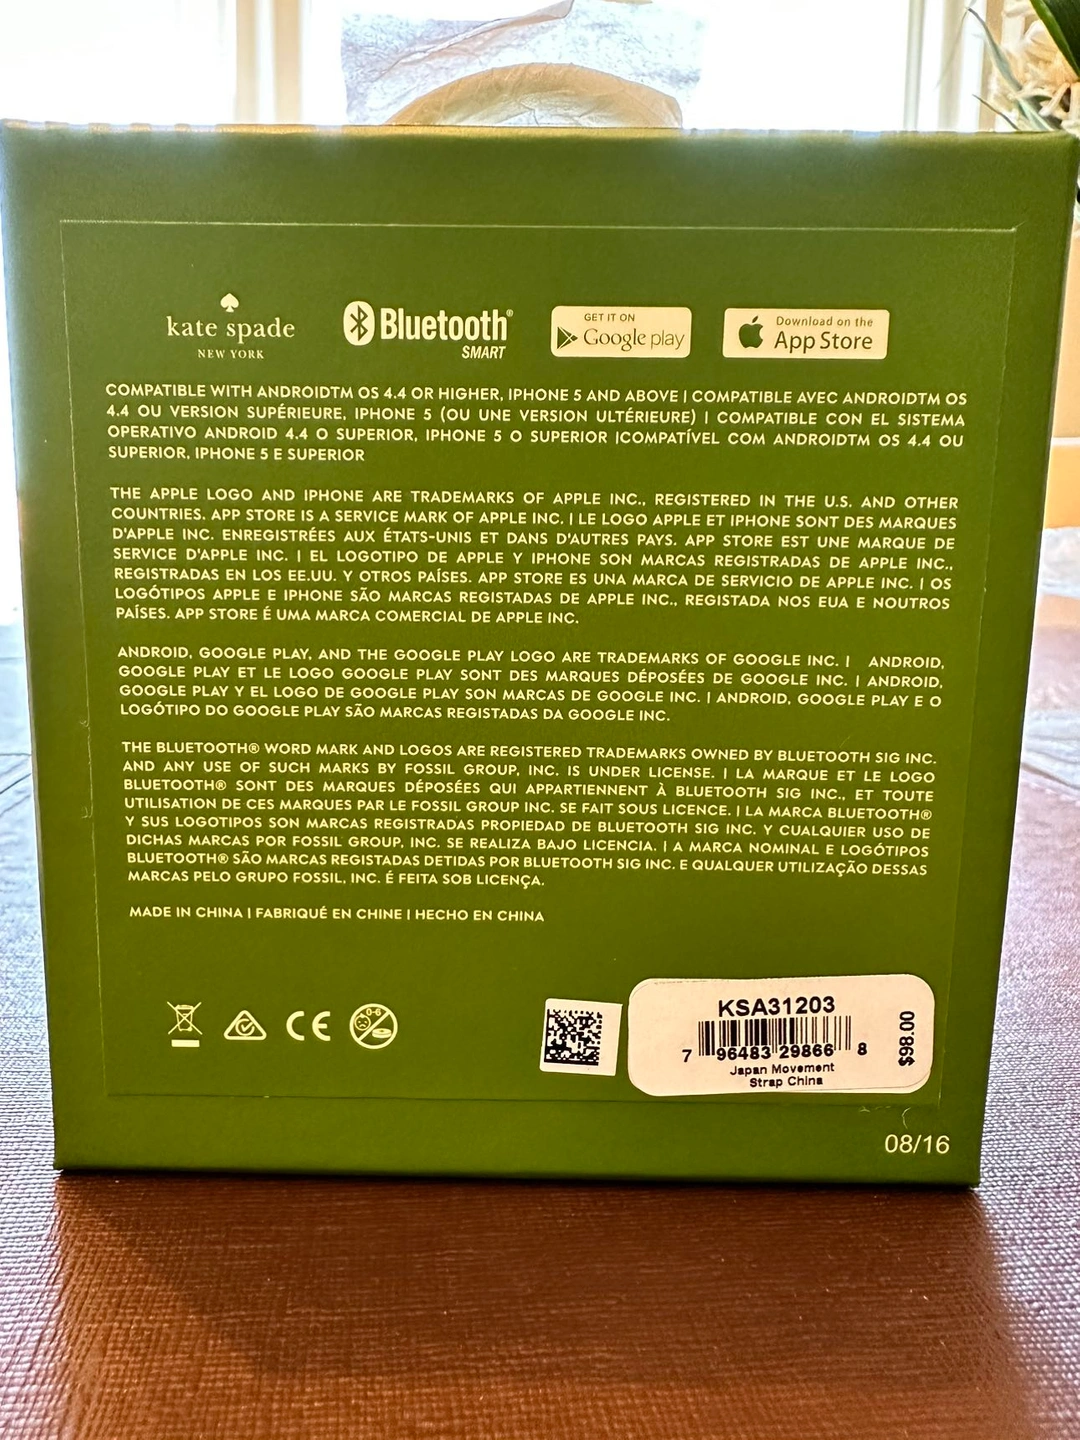 kate spade
NEW YORK
Bluetooth®
SMART
GET IT ON
Google play
Download on the
App Store
COMPATIBLE WITH ANDROIDTM OS 4.4 OR HIGHER, IPHONE 5 AND ABOVE | COMPATIBLE AVEC ANDROIDTM OS
4.4 OU VERSION SUPÉRIEURE, IPHONE 5 (OU UNE VERSION ULTÉRIEURE) | COMPATIBLE CON EL SISTEMA
OPERATIVO ANDROID 4.4 O SUPERIOR, IPHONE 5 O SUPERIOR |COMPATÍVEL COM ANDROIDTM OS 4.4 OU
SUPERIOR, IPHONE 5 E SUPERIOR
THE APPLE LOGO AND IPHONE ARE TRADEMARKS OF APPLE INC., REGISTERED IN THE U.S. AND OTHER
COUNTRIES. APP STORE IS A SERVICE MARK OF APPLE INC. | LE LOGO APPLE ET IPHONE SONT DES MARQUES
D'APPLE INC. ENREGISTRÉES AUX ÉTATS-UNIS ET DANS D'AUTRES PAYS. APP STORE EST UNE MARQUE DE
SERVICE D'APPLE INC. | EL LOGOTIPO DE APPLE Y IPHONE SON MARCAS REGISTRADAS DE APPLE INC.,
REGISTRADAS EN LOS EE.UU. Y OTROS PAÍSES. APP STORE ES UNA MARCA DE SERVICIO DE APPLE INC. | OS
LOGÓTIPOS APPLE E IPHONE SÃO MARCAS REGISTADAS DE APPLE INC., REGISTADA NOS EUA E NOUTROS
PAÍSES. APP STORE É UMA MARCA COMERCIAL DE APPLE INC.
ANDROID, GOOGLE PLAY, AND THE GOOGLE PLAY LOGO ARE TRADEMARKS OF GOOGLE INC. | ANDROID,
GOOGLE PLAY ET LE LOGO GOOGLE PLAY SONT DES MARQUES DÉPOSÉES DE GOOGLE INC. | ANDROID,
GOOGLE PLAY Y EL LOGO DE GOOGLE PLAY SON MARCAS DE GOOGLE INC. | ANDROID, GOOGLE PLAY E O
LOGÓTIPO DO GOOGLE PLAY SÃO MARCAS REGISTADAS DA GOOGLE INC.
THE BLUETOOTH® WORD MARK AND LOGOS ARE REGISTERED TRADEMARKS OWNED BY BLUETOOTH SIG INC.
AND ANY USE OF SUCH MARKS BY FOSSIL GROUP, INC. IS UNDER LICENSE. | LA MARQUE ET LE LOGO
BLUETOOTH® SONT DES MARQUES DÉPOSÉES QUI APPARTIENNENT À BLUETOOTH SIG INC., ET TOUTE
UTILISATION DE CES MARQUES PAR LE FOSSIL GROUP INC. SE FAIT SOUS LICENCE. | LA MARCA BLUETOOTH®
Y SUS LOGOTIPOS SON MARCAS REGISTRADAS PROPIEDAD DE BLUETOOTH SIG INC. Y CUALQUIER USO DE
DICHAS MARCAS POR FOSSIL GROUP, INC. SE REALIZA BAJO LICENCIA. | A MARCA NOMINAL E LOGÓTIPOS
BLUETOOTH® SÃO MARCAS REGISTADAS DETIDAS POR BLUETOOTH SIG INC. E QUALQUER UTILIZAÇÃO DESSAS
MARCAS PELO GRUPO FOSSIL, INC. É FEITA SOB LICENÇA.
MADE IN CHINA | FABRIQUÉ EN CHINE | HECHO EN CHINA
CE
0-6
KSA31203
7 96483 29866 8
Japan Movement
Strap China
$98.00
08/16